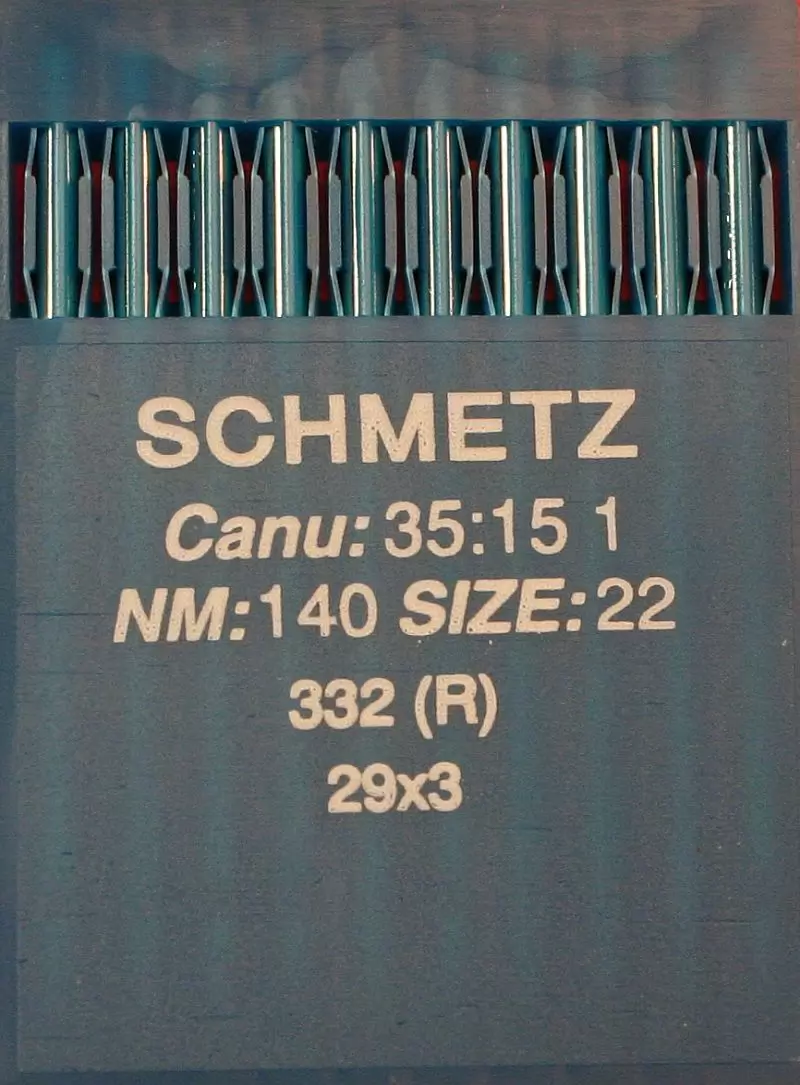 SCHMETZ
Canu: 35:15 1
NM:140 SIZE:22
332 (R)
29x3